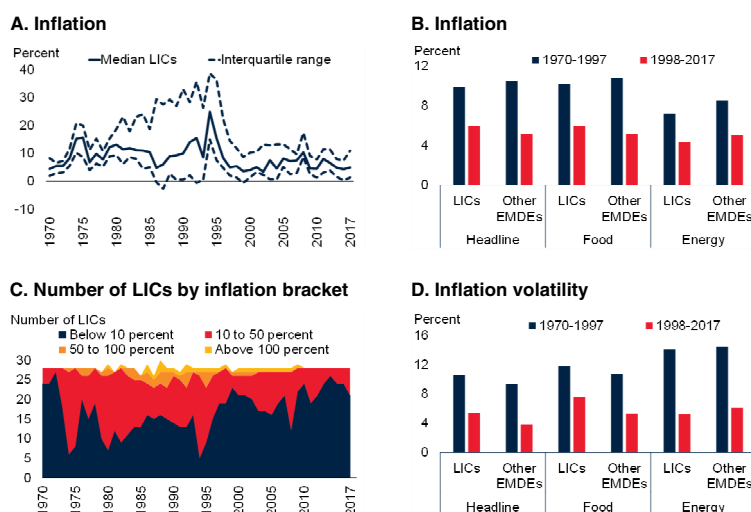 A. Inflation
Percent
Median LICs
Interquartile range
40
30
20
10
0
-10
1970
1975
1980
1985
1990
1995
2000
2005
2010
2017
B. Inflation
Percent
1970-1997
1998-2017
12
8
4
0
LICs
Other EMDEs
LICs
Other EMDEs
LICs
Other EMDEs
Headline
Food
Energy
C. Number of LICs by inflation bracket
Number of LICs
Below 10 percent
10 to 50 percent
50 to 100 percent
Above 100 percent
30
25
20
15
10
5
0
1970
1975
1980
1985
1990
1995
2000
2005
2010
2017
D. Inflation volatility
Percent
1970-1997
1998-2017
16
12
8
4
0
LICs
Other EMDEs
LICs
Other EMDEs
LICs
Other EMDEs
Headline
Food
Energy